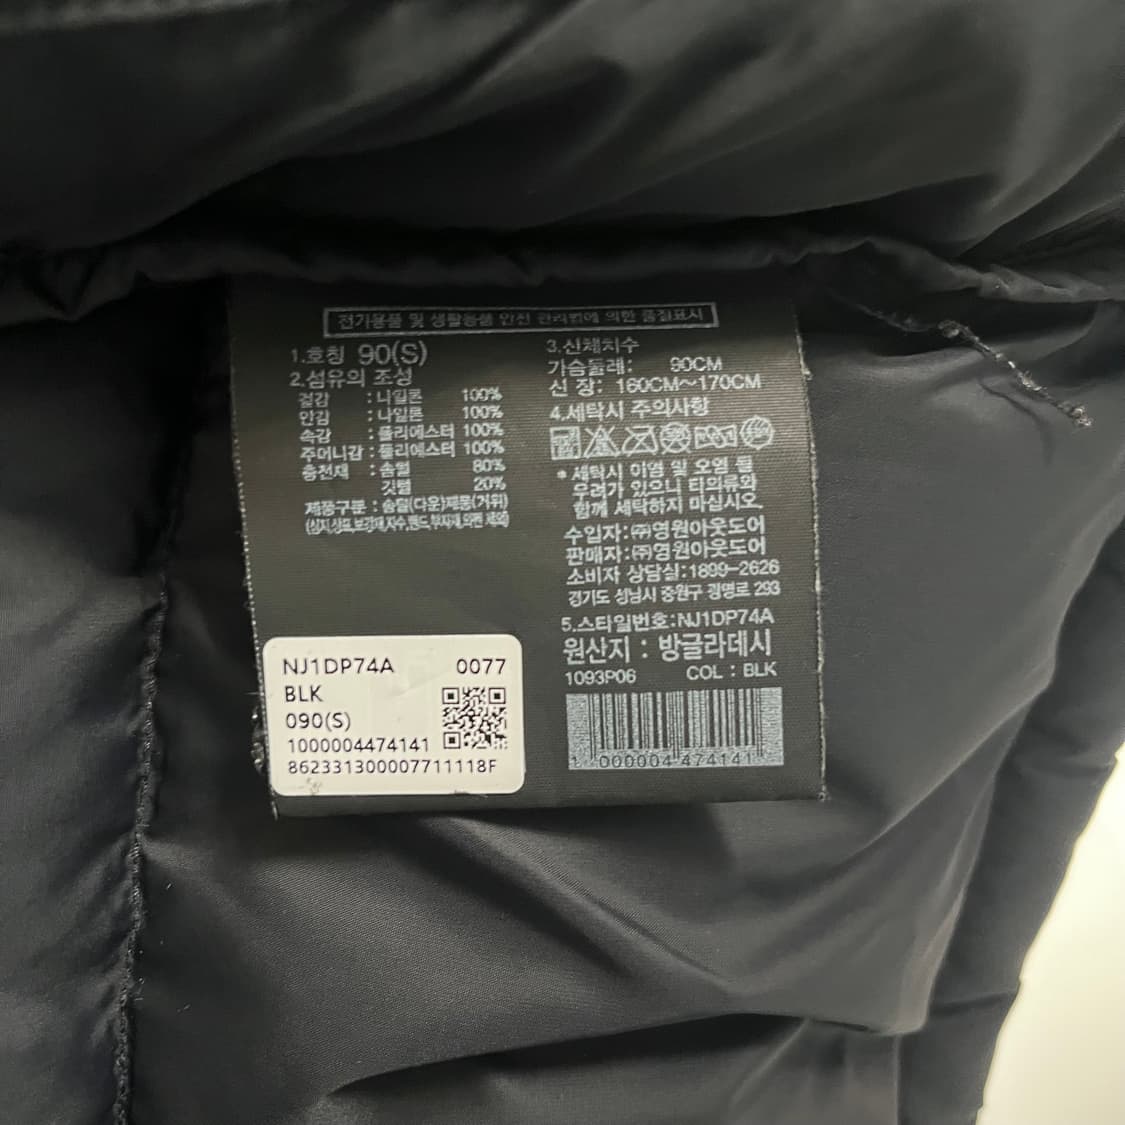 전기용품 및 생활용품 안전 관리법에 의한 품질표시
1.호칭 90(S)
2.섬유의 조성
겉감 : 나일론 100%
안감 : 나일론 100%
속감 : 폴리에스터 100%
주머니감 : 폴리에스터 100%
충전재 : 솜털 80%
깃털 20%
제품구분 : 솜털(다운)제품(거위)
3.신체치수
가슴둘레: 90CM
신 장: 160CM~170CM
4.세탁시 주의사항
* 세탁시 이염 및 오염 될
우려가 있으니 타의류와
함께 세탁하지 마십시오.
수입자:㈜영원아웃도어
판매자:㈜영원아웃도어
소비자 상담실:1899-2626
경기도 성남시 중원구 광명로 293
5.스타일번호:NJ1DP74A
원산지 : 방글라데시
1093P06 COL : BLK
1 000004 474141
NJ1DP74A 0077
BLK
090(S)
1000004474141
862331300007711118F